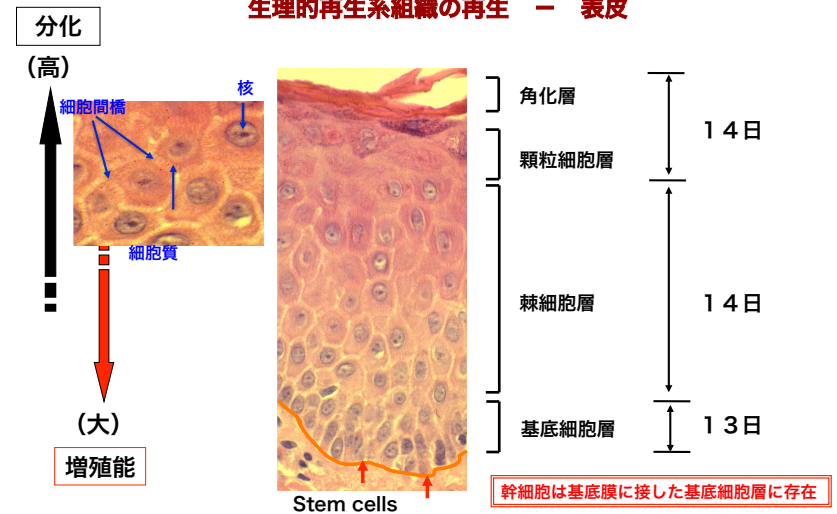 生理的再生系組織の再生 － 表皮
分化
（高）
細胞間橋
核
細胞質
（大）
増殖能
角化層
顆粒細胞層
棘細胞層
基底細胞層
１４日
１４日
１３日
Stem cells
幹細胞は基底膜に接した基底細胞層に存在